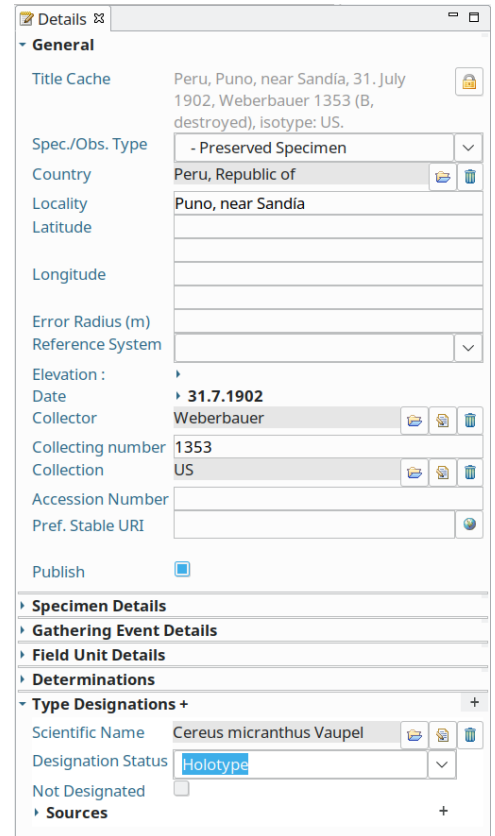 Details
General
Title Cache Peru, Puno, near Sandía, 31. July
1902, Weberbauer 1353 (B,
destroyed), isotype: US.
Spec./Obs. Type - Preserved Specimen
Country Peru, Republic of
Locality Puno, near Sandía
Latitude
Longitude
Error Radius (m)
Reference System
Elevation :
Date 31.7.1902
Collector Weberbauer
Collecting number 1353
Collection US
Accession Number
Pref. Stable URI
Publish
Specimen Details
Gathering Event Details
Field Unit Details
Determinations
Type Designations + +
Scientific Name Cereus micranthus Vaupel
Designation Status Holotype
Not Designated
Sources +